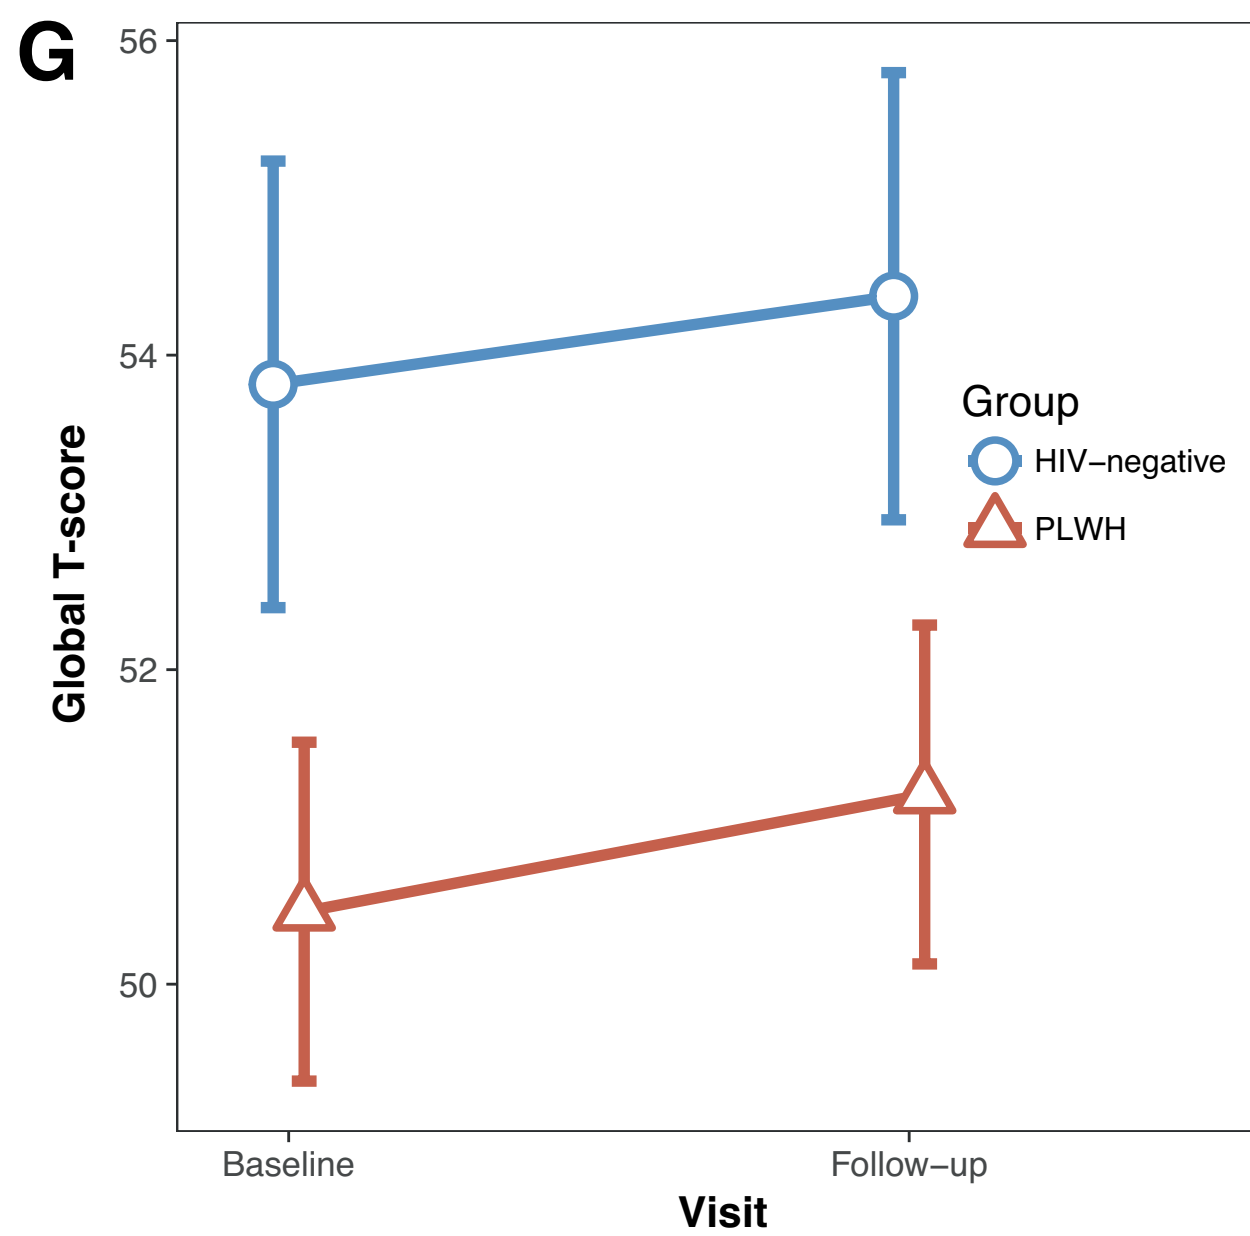 G
56
54
52
50
Global T-score
Group
HIV−negative
PLWH
Baseline
Follow−up
Visit